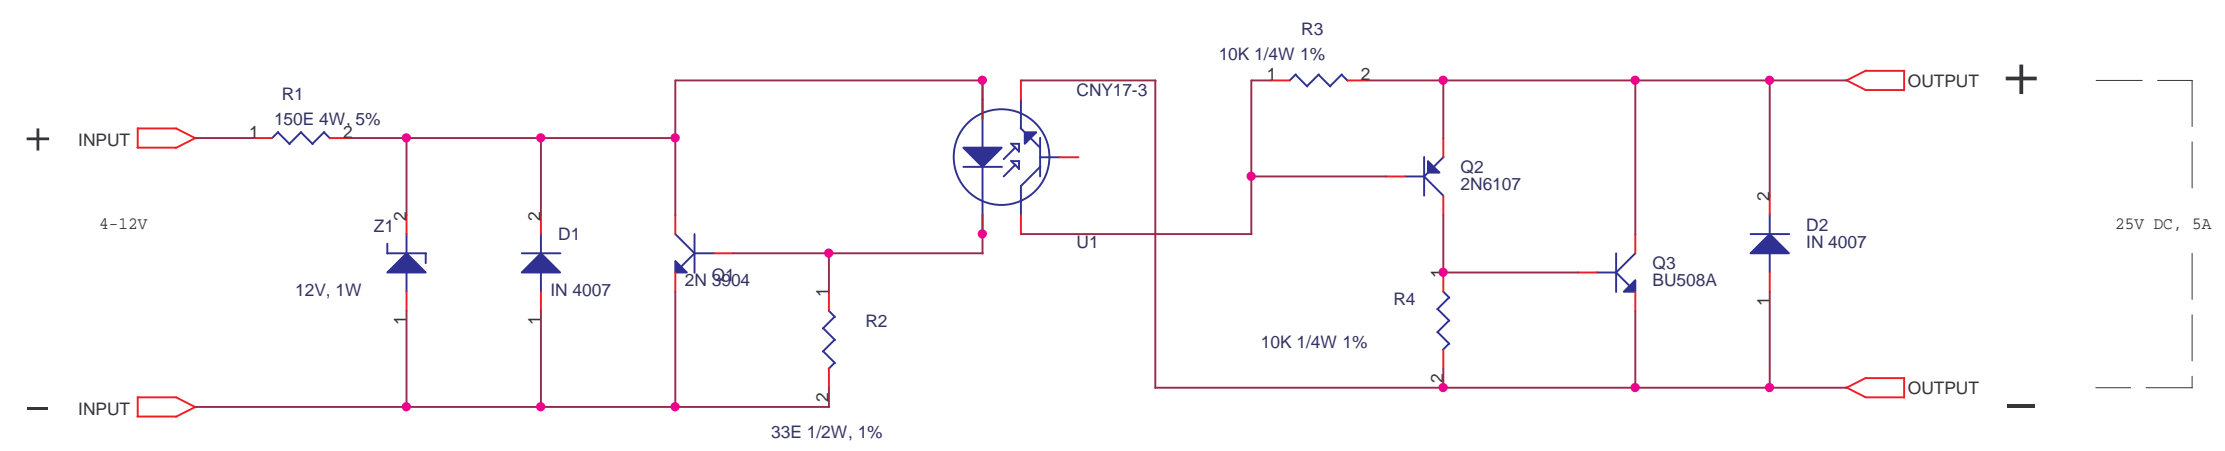 R3
10K 1/4W 1%
1
2
+
INPUT
R1
150E 4W, 5%
1
2
CNY17-3
OUTPUT
+
4-12V
Z1
2
12V, 1W
1
D1
2
IN 4007
1
Q1
2N 3904
1
R2
2
33E 1/2W, 1%
U1
Q2
2N6107
1
R4
10K 1/4W 1%
2
Q3
BU508A
2
D2
IN 4007
1
25V DC, 5A
−
INPUT
OUTPUT
−